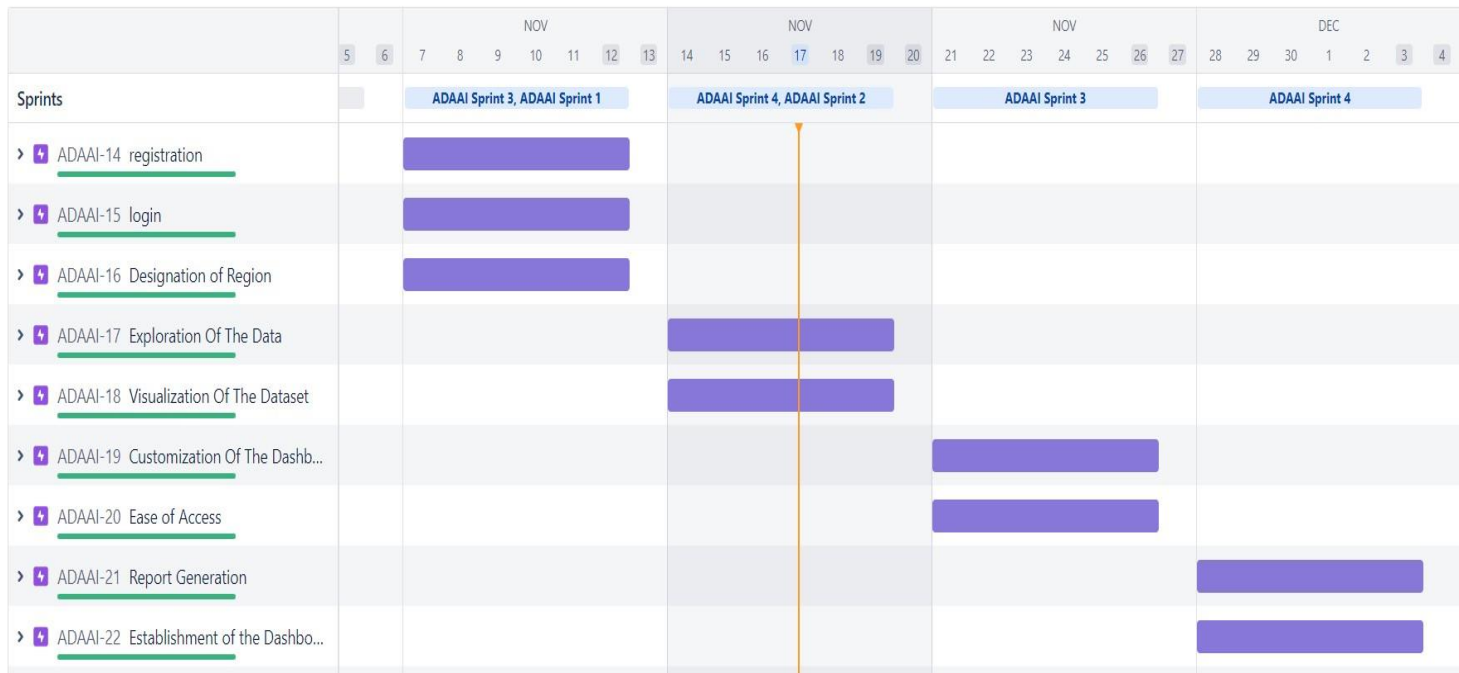 NOV NOV NOV DEC
5 6 7 8 9 10 11 12 13 14 15 16 17 18 19 20 21 22 23 24 25 26 27 28 29 30 1 2 3 4
Sprints ADAAI Sprint 3, ADAAI Sprint 1 ADAAI Sprint 4, ADAAI Sprint 2 ADAAI Sprint 3 ADAAI Sprint 4
ADAAI-14 registration
ADAAI-15 login
ADAAI-16 Designation of Region
ADAAI-17 Exploration Of The Data
ADAAI-18 Visualization Of The Dataset
ADAAI-19 Customization Of The Dashb...
ADAAI-20 Ease of Access
ADAAI-21 Report Generation
ADAAI-22 Establishment of the Dashbo...